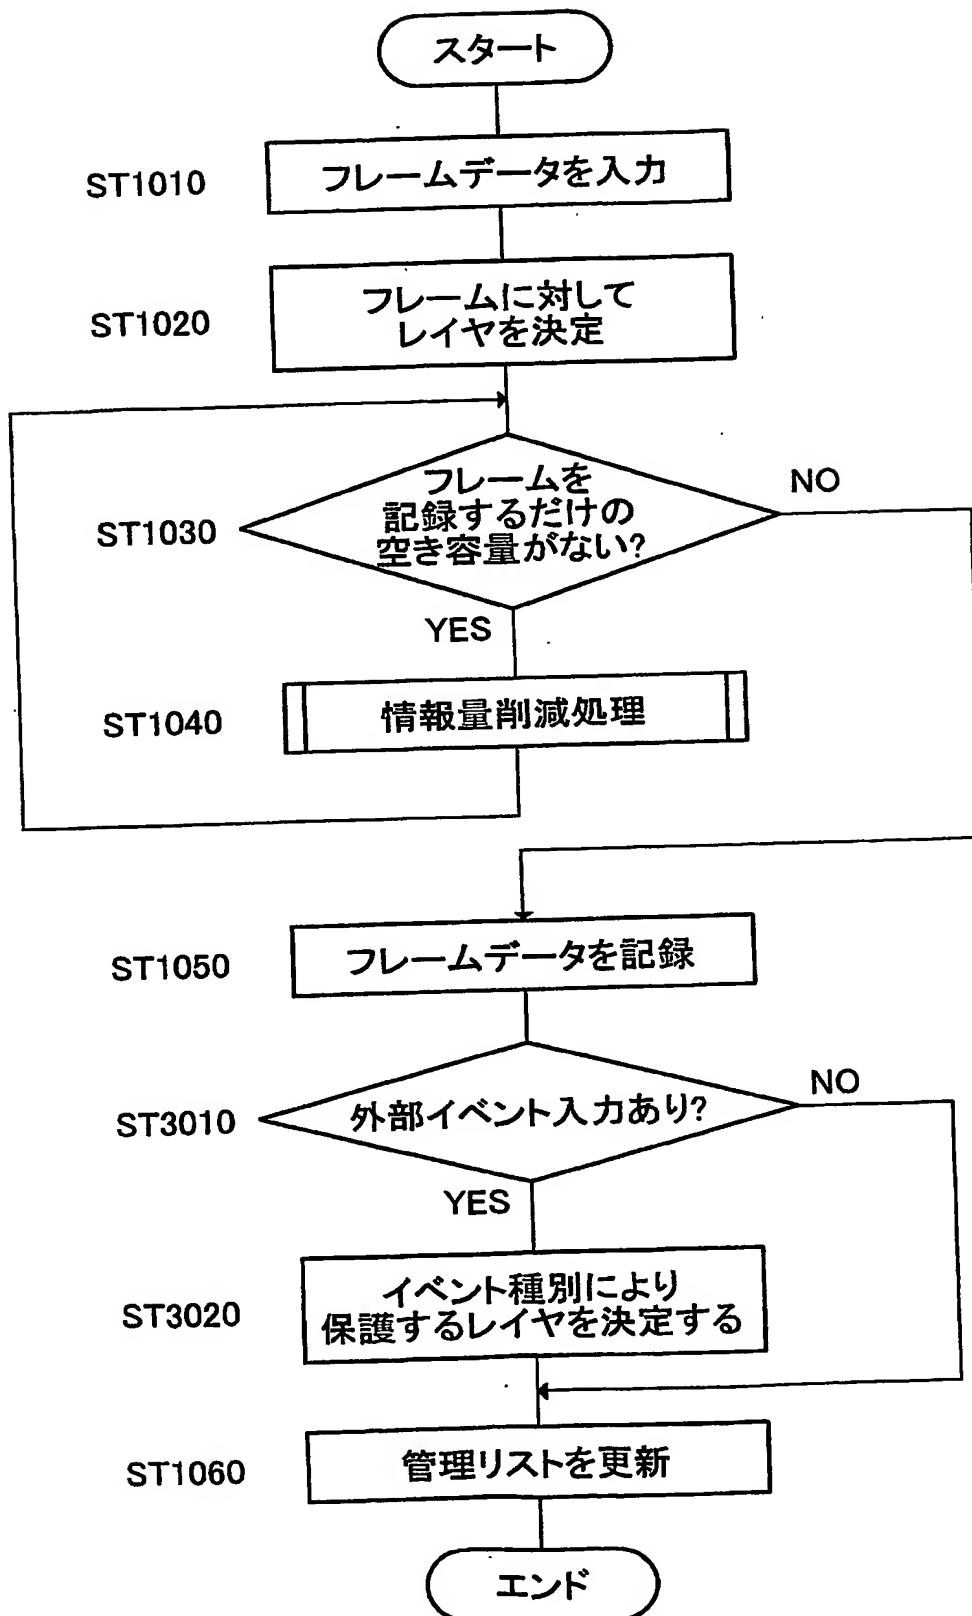 スタート
ST1010
フレームデータを入力
ST1020
フレームに対して
レイヤを決定
ST1030
フレームを
記録するだけの
空き容量がない?
NO
YES
ST1040
情報量削減処理
ST1050
フレームデータを記録
ST3010
外部イベント入力あり?
NO
YES
ST3020
イベント種別により
保護するレイヤを決定する
ST1060
管理リストを更新
エンド